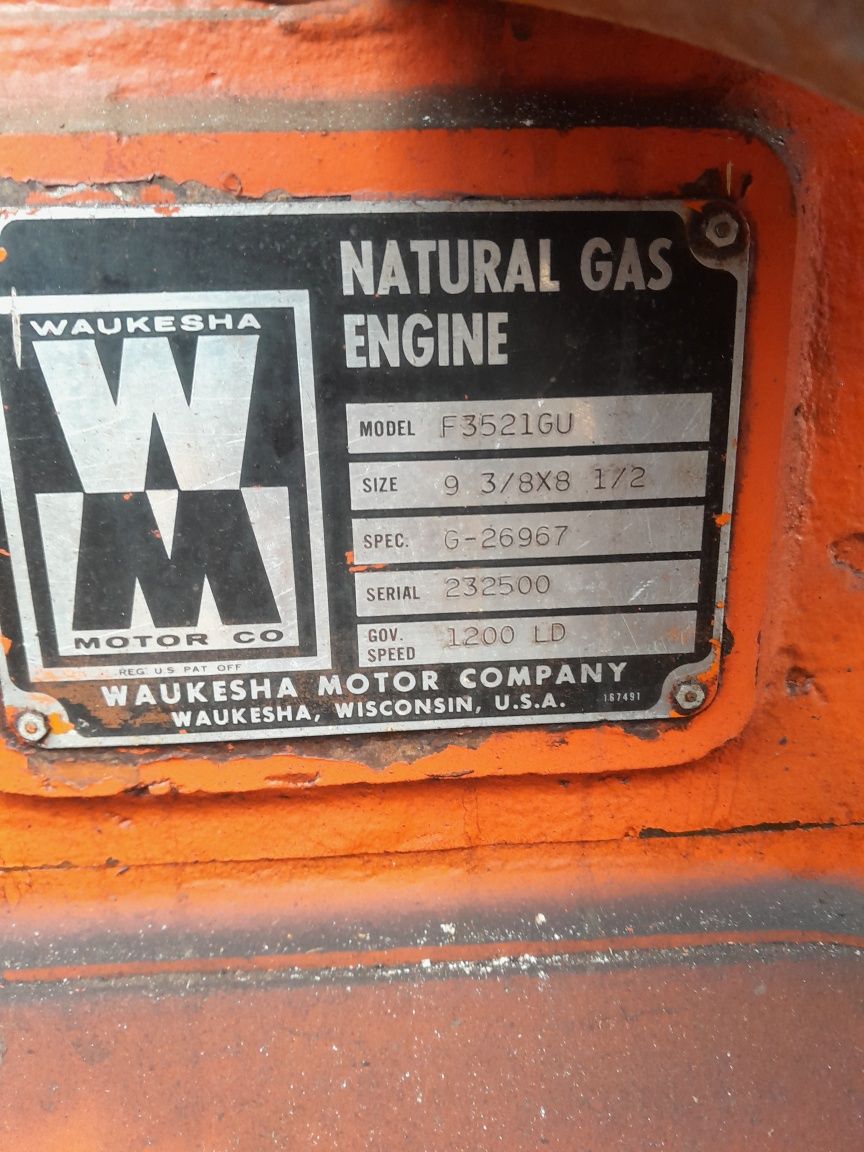 NATURAL GAS
ENGINE
WAUKESHA
WM
MOTOR CO
REG. U.S. PAT. OFF.
MODEL F3521GU
SIZE 9 3/8X8 1/2
SPEC. G-26967
SERIAL 232500
GOV. SPEED 1200 LD
WAUKESHA MOTOR COMPANY
WAUKESHA, WISCONSIN, U.S.A.
167491